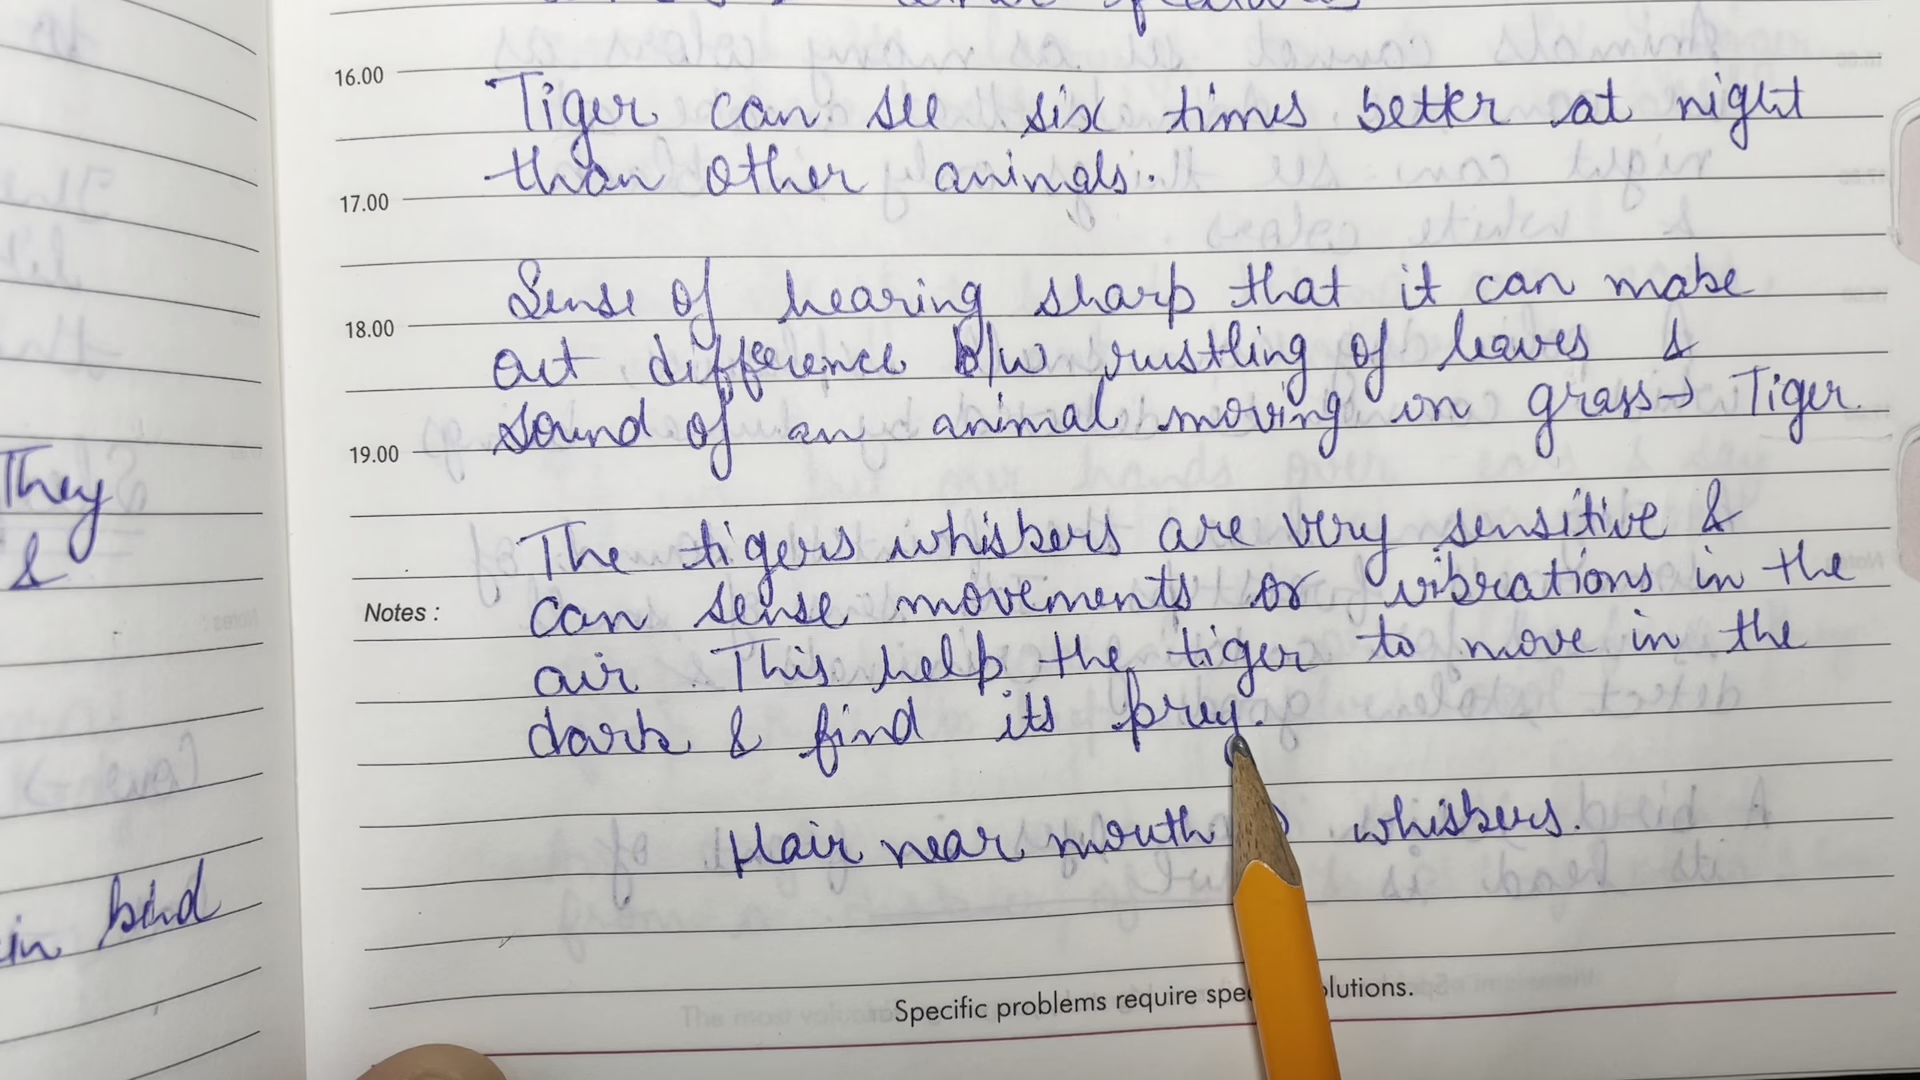 16.00
Tiger can see six times better at night
than other animals.
17.00
Sense of hearing sharp that it can make
18.00
out difference b/w rustling of leaves &
sound of an animal moving on grass → Tiger.
19.00
The tigers whiskers are very sensitive &
Notes : can sense movements or vibrations in the
air. This help the tiger to move in the
dark & find its prey.
Hair near mouth whiskers.
Specific problems require solutions.
They
&
in bird